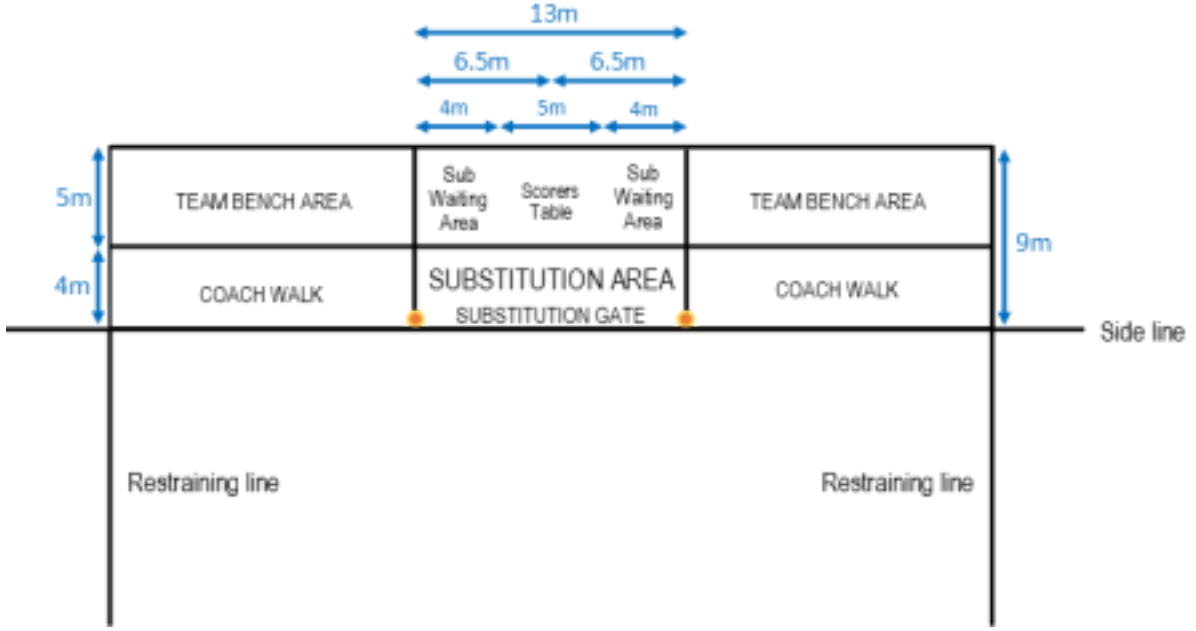 13m
6.5m 6.5m
4m 5m 4m
5m
TEAM BENCH AREA
Sub
Waiting
Area
Scorers
Table
Sub
Waiting
Area
TEAM BENCH AREA
9m
4m
COACH WALK
SUBSTITUTION AREA
SUBSTITUTION GATE
COACH WALK
Side line
Restraining line
Restraining line